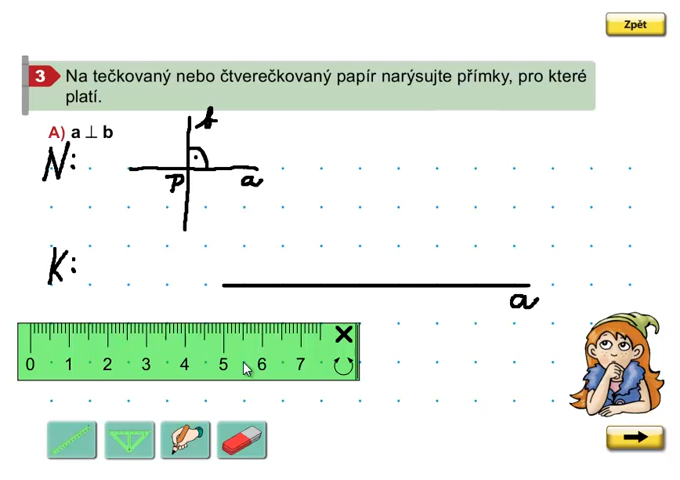 Zpět
3 Na tečkovaný nebo čtverečkovaný papír narýsujte přímky, pro které
platí.
A) a ⊥ b
b
N:
P a
K:
a
0 1 2 3 4 5 6 7